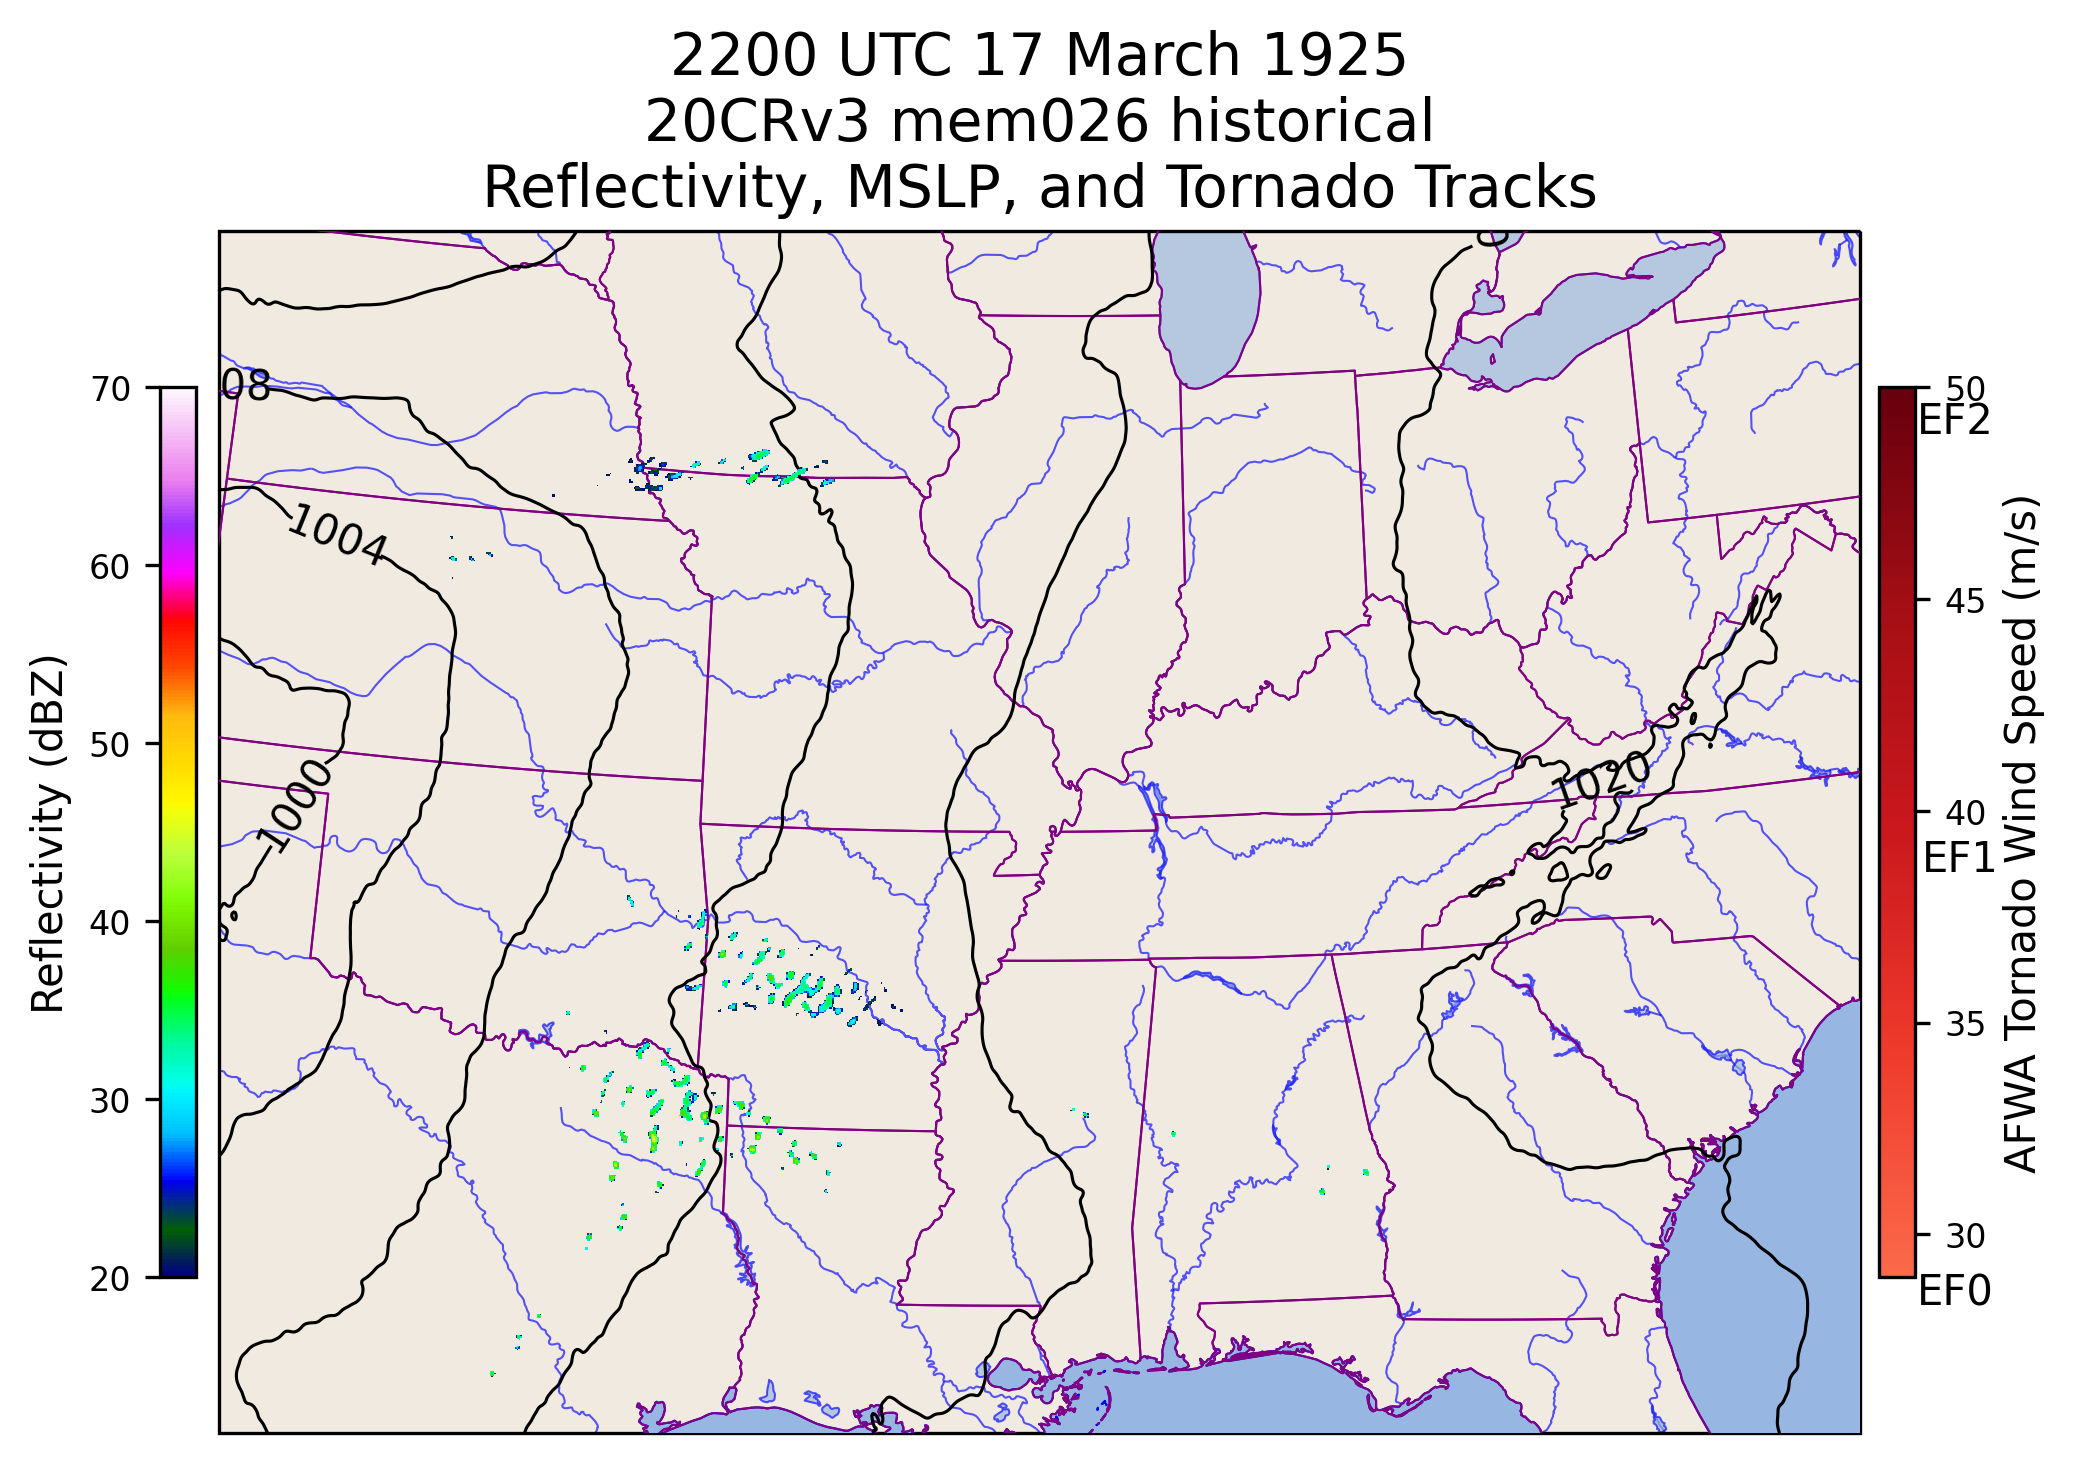 2200 UTC 17 March 1925
20CRv3 mem026 historical
Reflectivity, MSLP, and Tornado Tracks
Reflectivity (dBZ)
70
60
50
40
30
20
08
1004
1000
1020
50
EF2
45
40
EF1
35
30
EF0
AFWA Tornado Wind Speed (m/s)